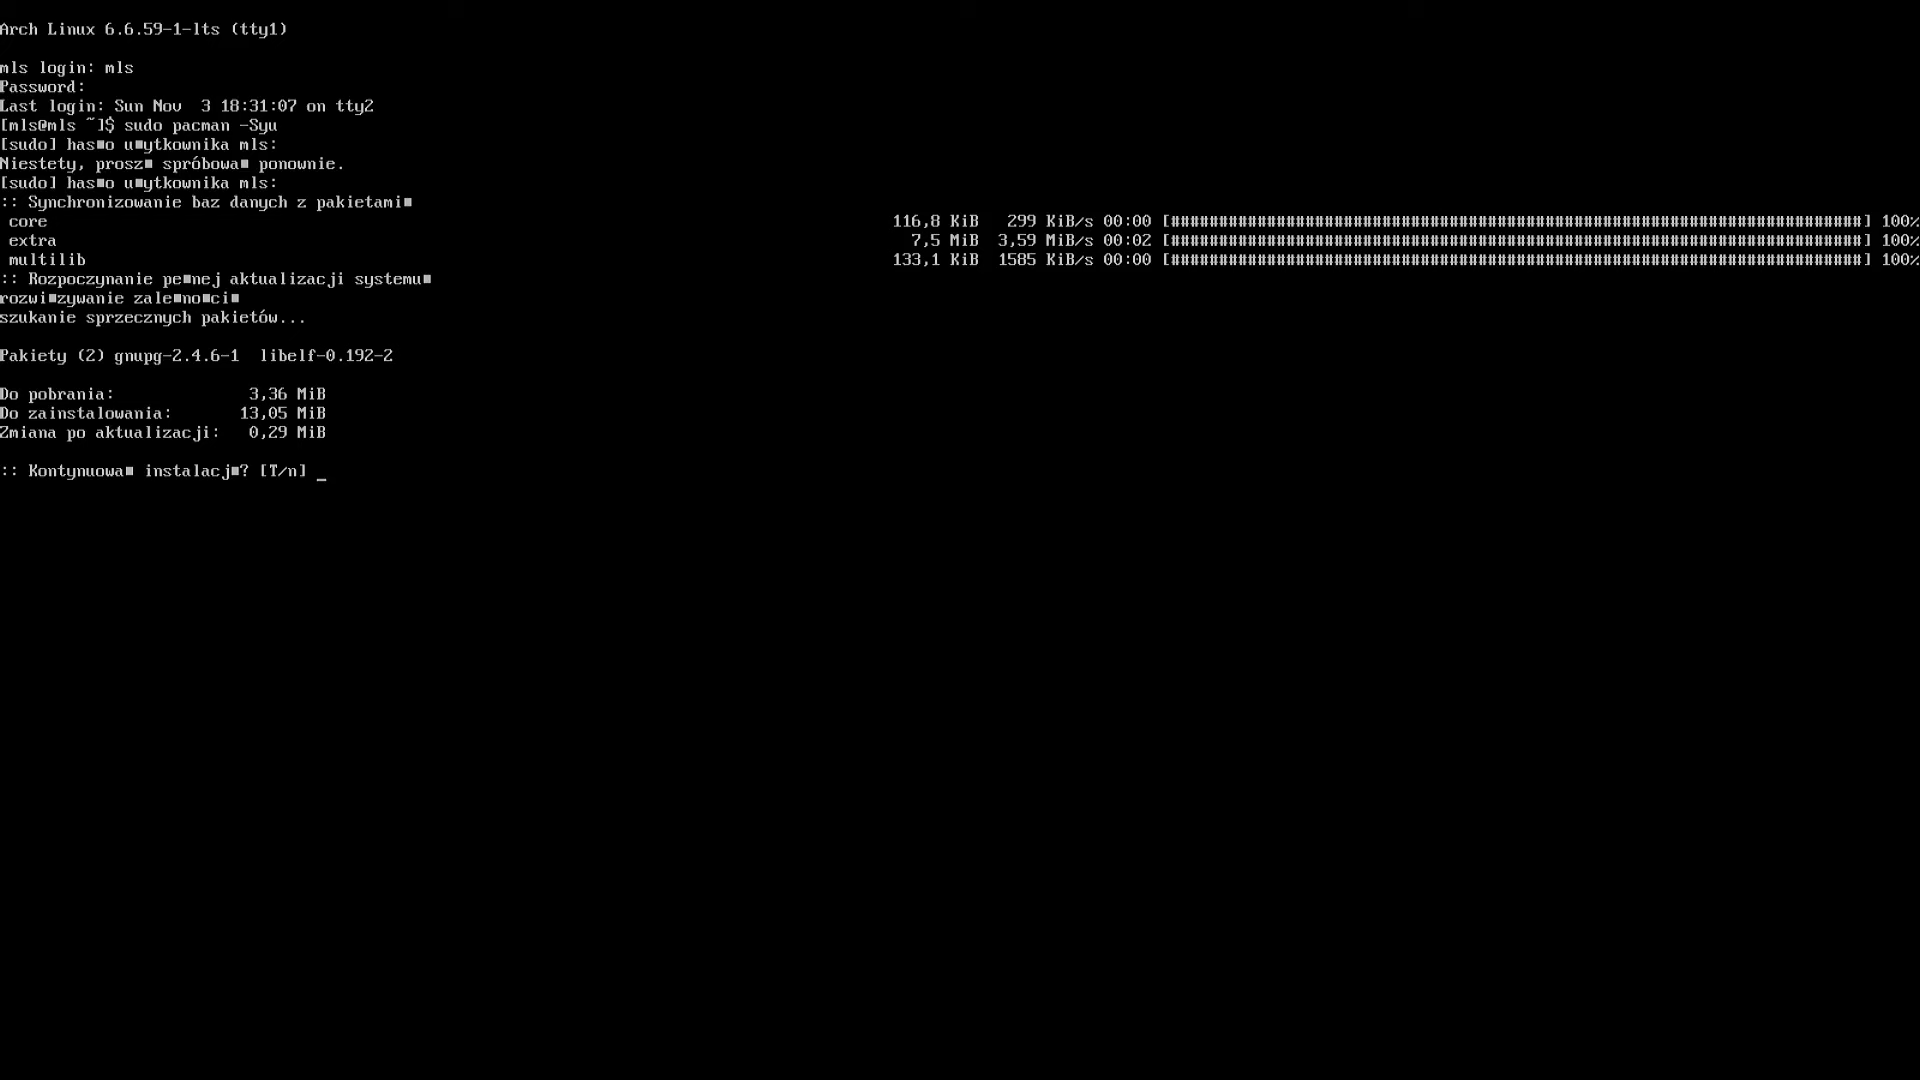 Arch Linux 6.6.59-1-lts (tty1)
mls login: mls
Password:
Last login: Sun Nov  3 18:31:07 on tty2
[mls@mls ~]$ sudo pacman -Syu
[sudo] has■o u■ytkownika mls:
Niestety, prosz■ spróbowa■ ponownie.
[sudo] has■o u■ytkownika mls:
:: Synchronizowanie baz danych z pakietami■
core 116,8 KiB 299 KiB/s 00:00 [########################################################################] 100%
extra 7,5 MiB 3,59 MiB/s 00:02 [########################################################################] 100%
multilib 133,1 KiB 1585 KiB/s 00:00 [########################################################################] 100%
:: Rozpoczynanie pe■nej aktualizacji systemu■
rozwi■zywanie zale■no■ci■
szukanie sprzecznych pakietów...
Pakiety (2) gnupg-2.4.6-1  libelf-0.192-2
Do pobrania: 3,36 MiB
Do zainstalowania: 13,05 MiB
Zmiana po aktualizacji: 0,29 MiB
:: Kontynuowa■ instalacj■? [T/n] _